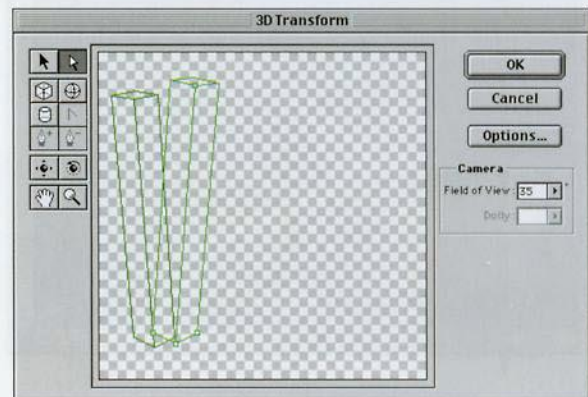 3D Transform
OK
Cancel
Options...
Camera
Field of View: 35 °
Dolly: